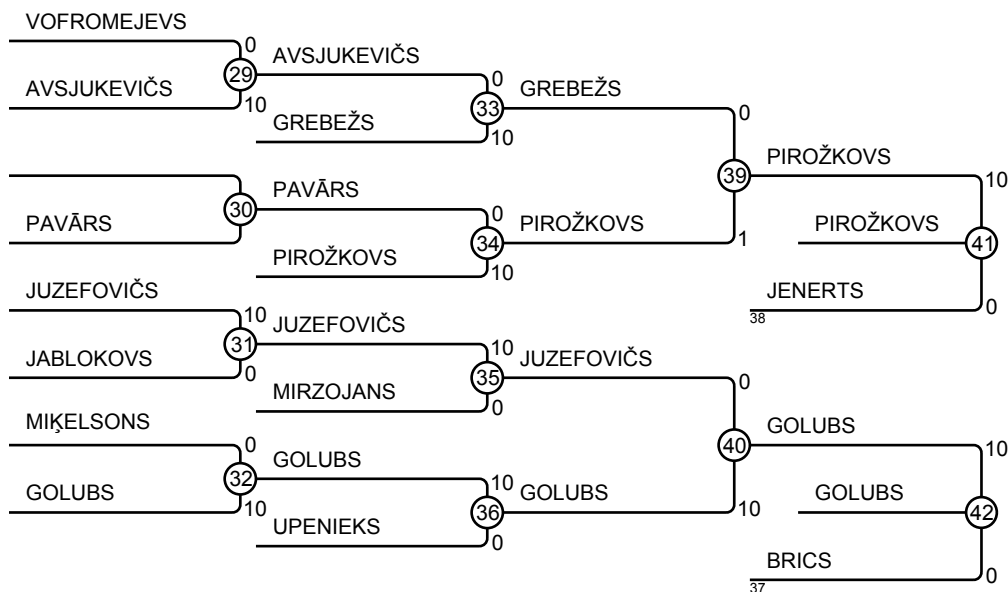 VOFROMEJEVS
0
AVSJUKEVIČS
0
29
AVSJUKEVIČS
10
33
GREBEŽS
0
GREBEŽS
10
PIROŽKOVS
10
39
PAVĀRS
0
30
PAVĀRS
34
PIROŽKOVS
1
PIROŽKOVS
41
PIROŽKOVS
10
JUZEFOVIČS
10
JENERTS
0
38
31
JUZEFOVIČS
10
JABLOKOVS
0
35
JUZEFOVIČS
0
MIRZOJANS
0
MIĶELSONS
0
40
GOLUBS
10
32
GOLUBS
10
GOLUBS
10
36
GOLUBS
10
GOLUBS
42
UPENIEKS
0
BRICS
0
37